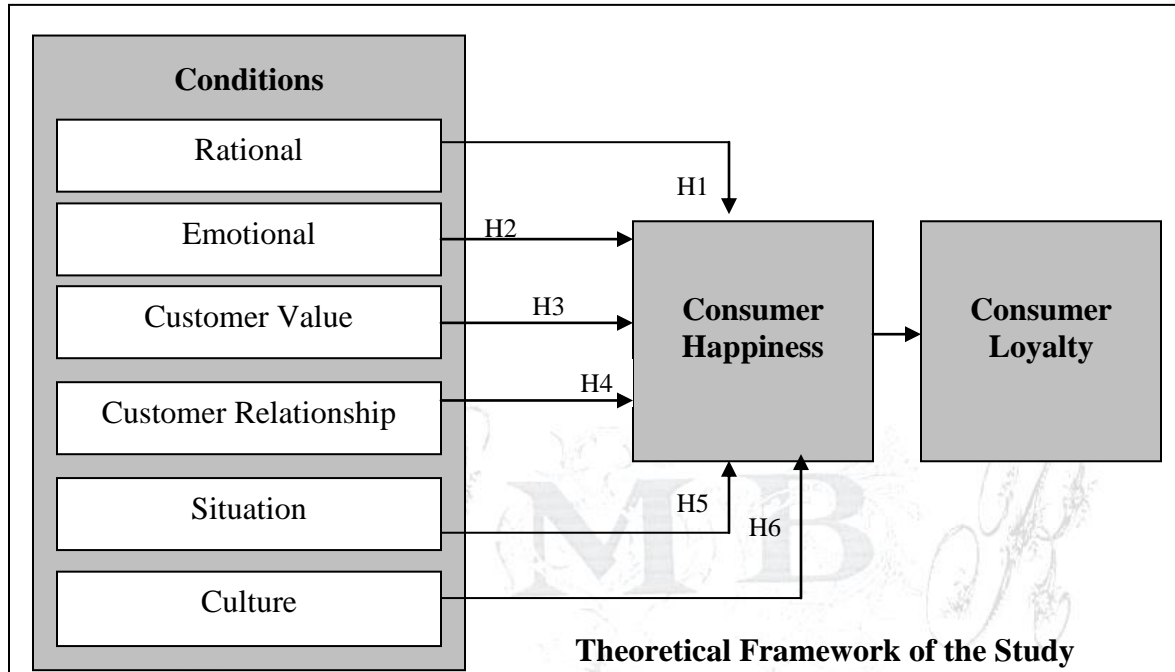 Conditions
Rational
Emotional
Customer Value
Customer Relationship
Situation
Culture
H1
H2
H3
H4
H5
H6
Consumer
Happiness
Consumer
Loyalty
M B
Theoretical Framework of the Study